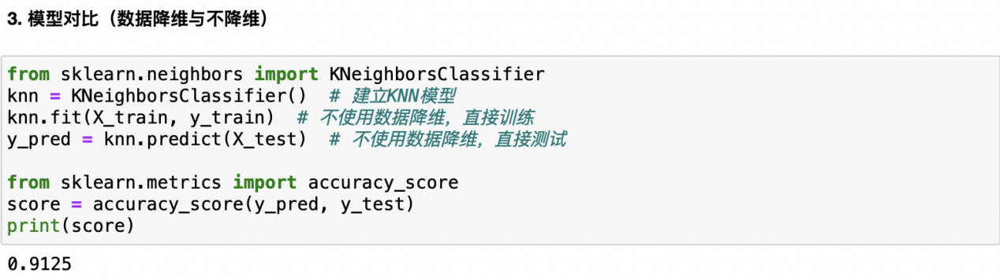 3. 模型对比（数据降维与不降维）
from sklearn.neighbors import KNeighborsClassifier
knn = KNeighborsClassifier()  # 建立KNN模型
knn.fit(X_train, y_train)  # 不使用数据降维，直接训练
y_pred = knn.predict(X_test)  # 不使用数据降维，直接测试
from sklearn.metrics import accuracy_score
score = accuracy_score(y_pred, y_test)
print(score)
0.9125